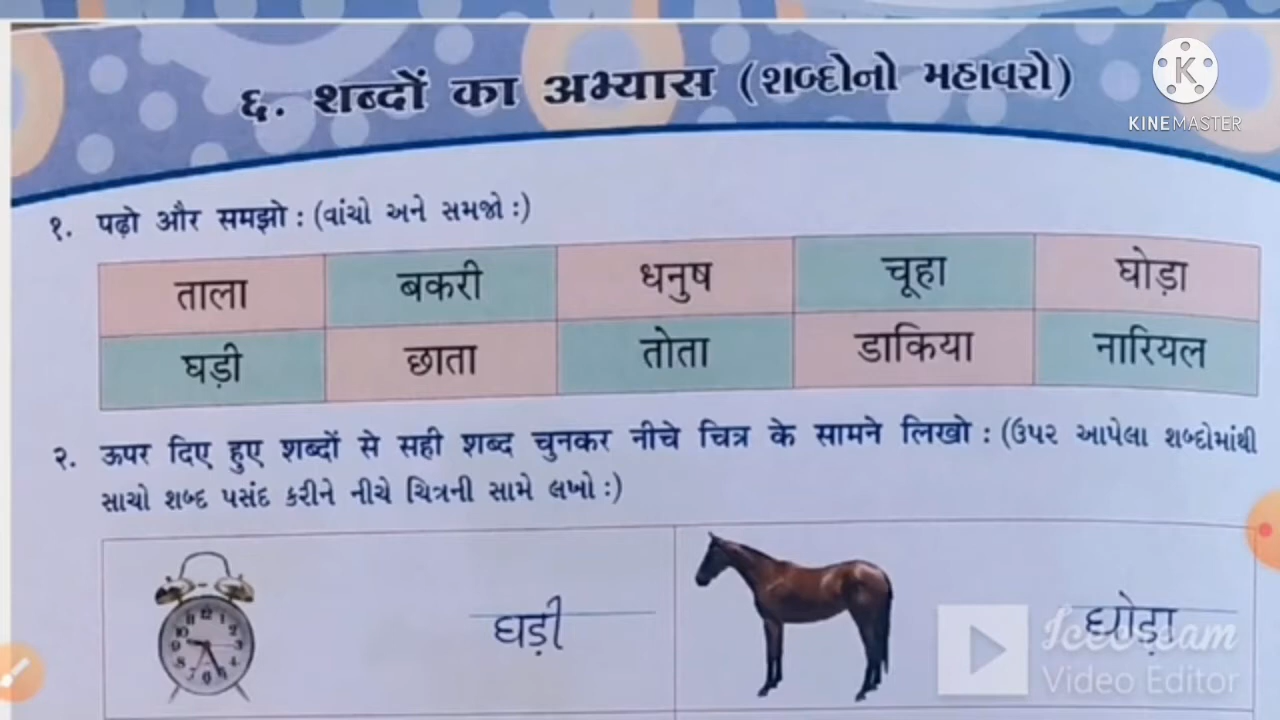 ६. शब्दों का अभ्यास (શબ્દોનો મહાવરો)
KINEMASTER
१. पढ़ो और समझो : (વાંચો અને સમજો :)
ताला बकरी धनुष चूहा घोड़ा
घड़ी छाता तोता डाकिया नारियल
२. ऊपर दिए हुए शब्दों से सही शब्द चुनकर नीचे चित्र के सामने लिखो : (ઉપર આપેલા શબ્દોમાંથી
સાચો શબ્દ પસંદ કરીને નીચે ચિત્રની સામે લખો :)
घड़ी घोड़ा
Icecream
Video Editor